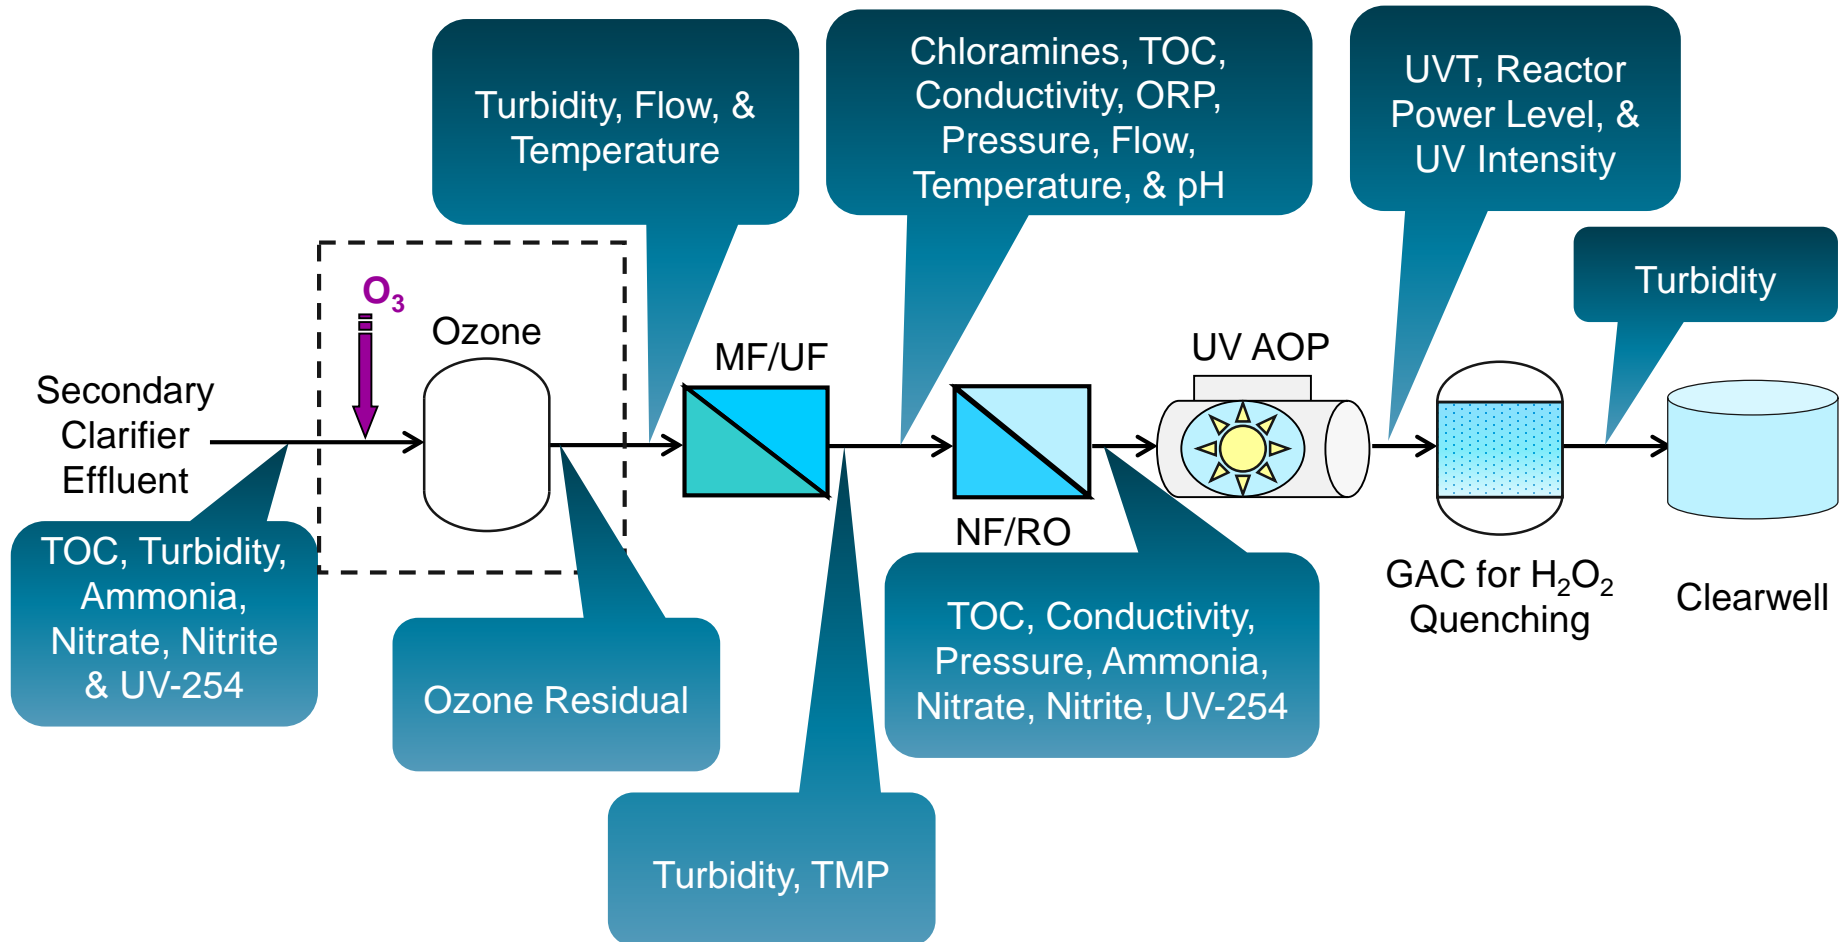 Turbidity, Flow, &
Temperature
Chloramines, TOC,
Conductivity, ORP,
Pressure, Flow,
Temperature, & pH
UVT, Reactor
Power Level, &
UV Intensity
Turbidity
O₃
Ozone
MF/UF
UV AOP
Secondary
Clarifier
Effluent
NF/RO
GAC for H₂O₂
Quenching
Clearwell
TOC, Turbidity,
Ammonia,
Nitrate, Nitrite
& UV-254
Ozone Residual
TOC, Conductivity,
Pressure, Ammonia,
Nitrate, Nitrite, UV-254
Turbidity, TMP